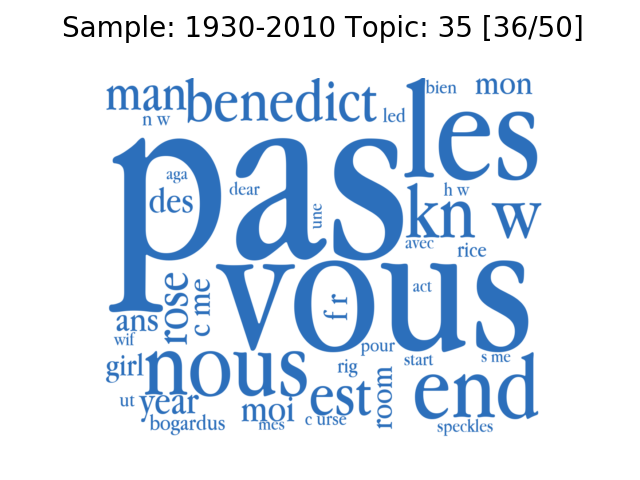 Sample: 1930-2010 Topic: 35 [36/50]
man benedict led les bien mon
n w
pas
aga
des
dear
une
h w
kn w
avec
rice
vous
act
f r
rose
c me
ans
wif
girl
nous
pour
start
s me
rig
est
room
end
ut
year
moi
mes
c urse
bogardus
speckles